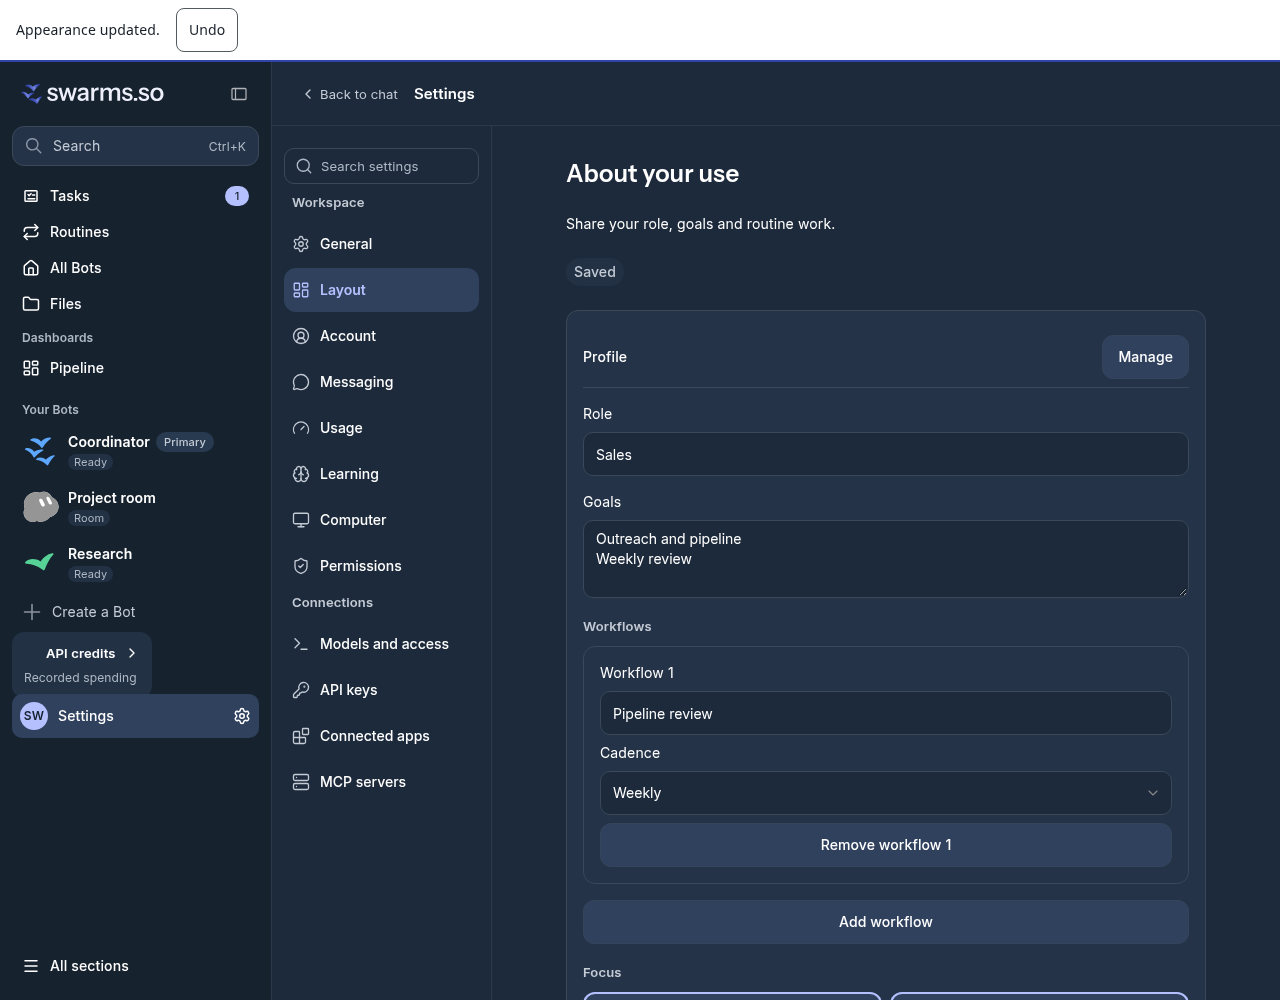 Appearance updated.
Undo
swarms.so
Search
Ctrl+K
Tasks
1
Routines
All Bots
Files
Dashboards
Pipeline
Your Bots
Coordinator
Primary
Ready
Project room
Room
Research
Ready
Create a Bot
API credits
Recorded spending
SW
Settings
All sections
Back to chat
Settings
Search settings
Workspace
General
Layout
Account
Messaging
Usage
Learning
Computer
Permissions
Connections
Models and access
API keys
Connected apps
MCP servers
About your use
Share your role, goals and routine work.
Saved
Profile
Manage
Role
Sales
Goals
Outreach and pipeline
Weekly review
Workflows
Workflow 1
Pipeline review
Cadence
Weekly
Remove workflow 1
Add workflow
Focus